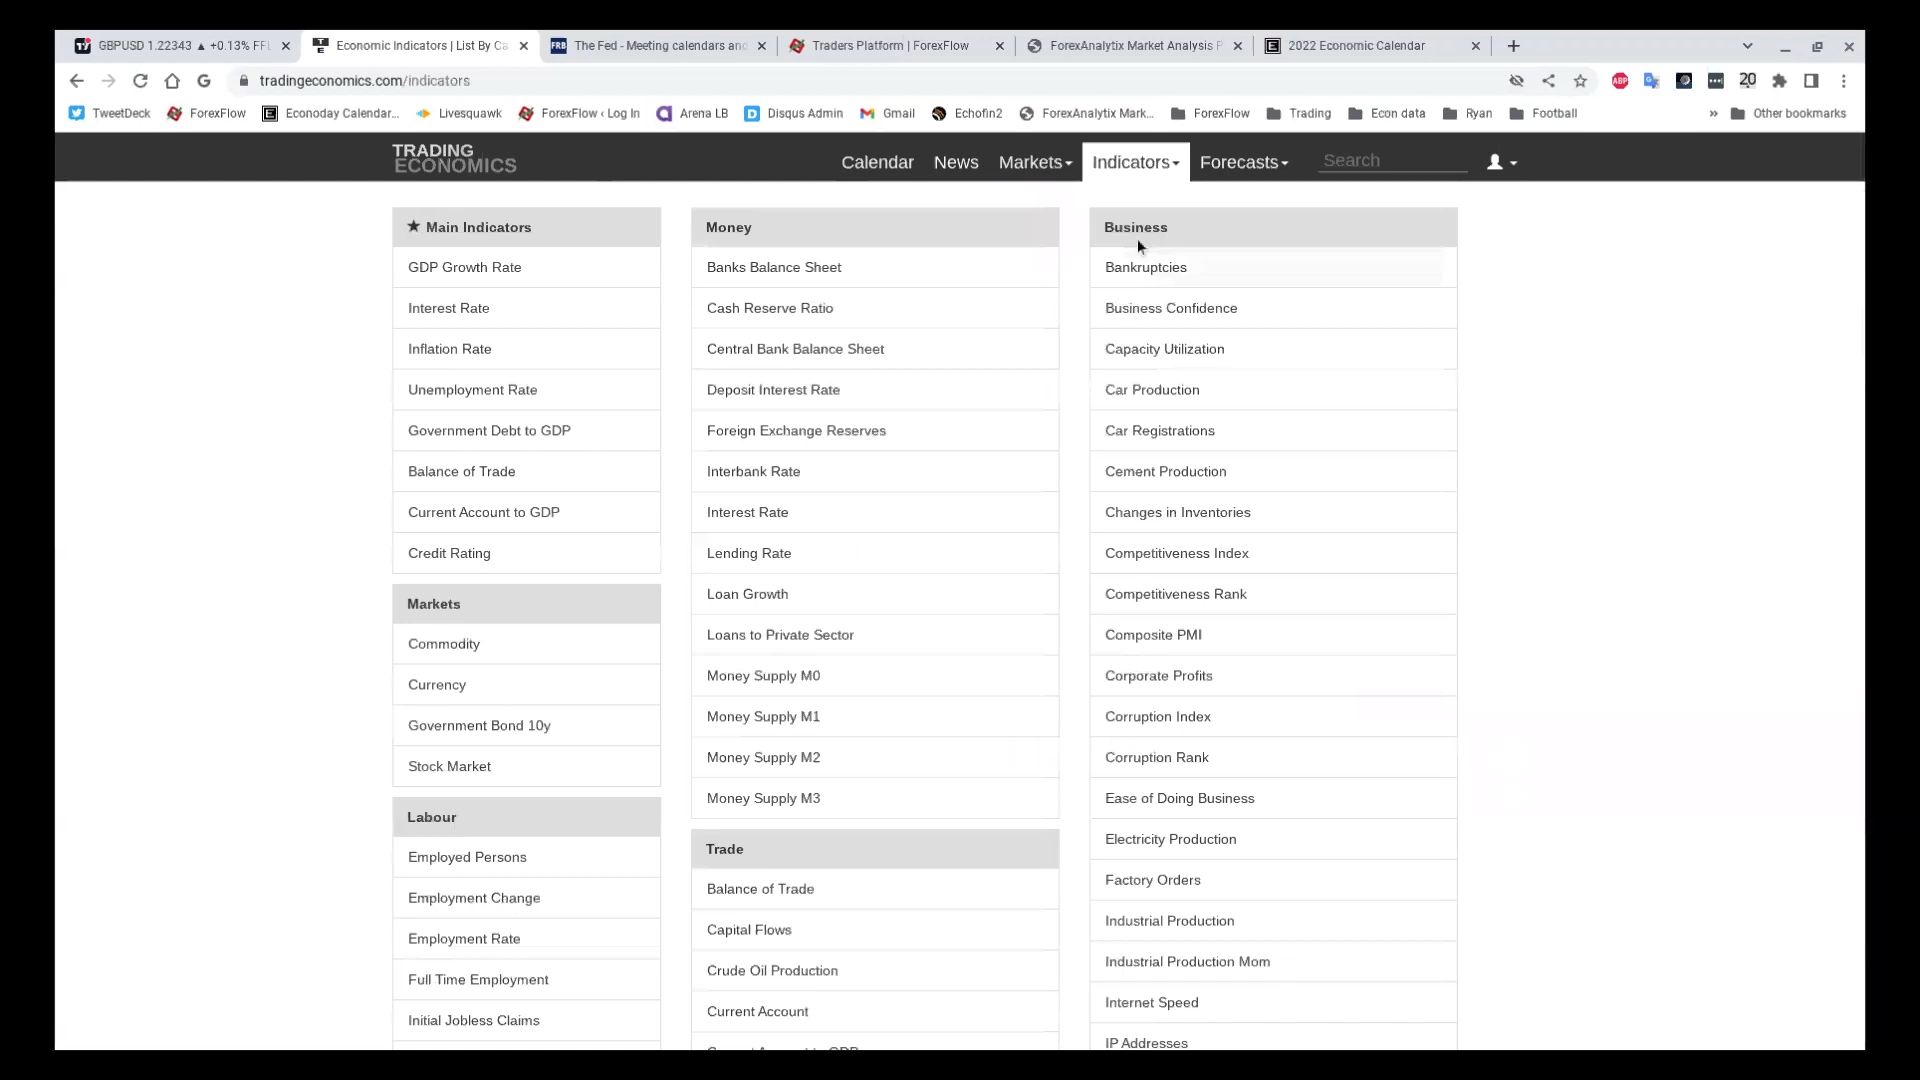 GBPUSD 1.22343 ▲ +0.13% FFL
Economic Indicators | List By Ca
The Fed - Meeting calendars and
Traders Platform | ForexFlow
ForexAnalytix Market Analysis P
2022 Economic Calendar
tradingeconomics.com/indicators
ABP
20
TweetDeck
ForexFlow
Econoday Calendar...
Livesquawk
ForexFlow ‹ Log In
Arena LB
Disqus Admin
Gmail
Echofin2
ForexAnalytix Mark...
ForexFlow
Trading
Econ data
Ryan
Football
»
Other bookmarks
TRADING
ECONOMICS
Calendar
News
Markets
Indicators
Forecasts
Search
★ Main Indicators
GDP Growth Rate
Interest Rate
Inflation Rate
Unemployment Rate
Government Debt to GDP
Balance of Trade
Current Account to GDP
Credit Rating
Markets
Commodity
Currency
Government Bond 10y
Stock Market
Labour
Employed Persons
Employment Change
Employment Rate
Full Time Employment
Initial Jobless Claims
Money
Banks Balance Sheet
Cash Reserve Ratio
Central Bank Balance Sheet
Deposit Interest Rate
Foreign Exchange Reserves
Interbank Rate
Interest Rate
Lending Rate
Loan Growth
Loans to Private Sector
Money Supply M0
Money Supply M1
Money Supply M2
Money Supply M3
Trade
Balance of Trade
Capital Flows
Crude Oil Production
Current Account
Current Account to GDP
Business
Bankruptcies
Business Confidence
Capacity Utilization
Car Production
Car Registrations
Cement Production
Changes in Inventories
Competitiveness Index
Competitiveness Rank
Composite PMI
Corporate Profits
Corruption Index
Corruption Rank
Ease of Doing Business
Electricity Production
Factory Orders
Industrial Production
Industrial Production Mom
Internet Speed
IP Addresses